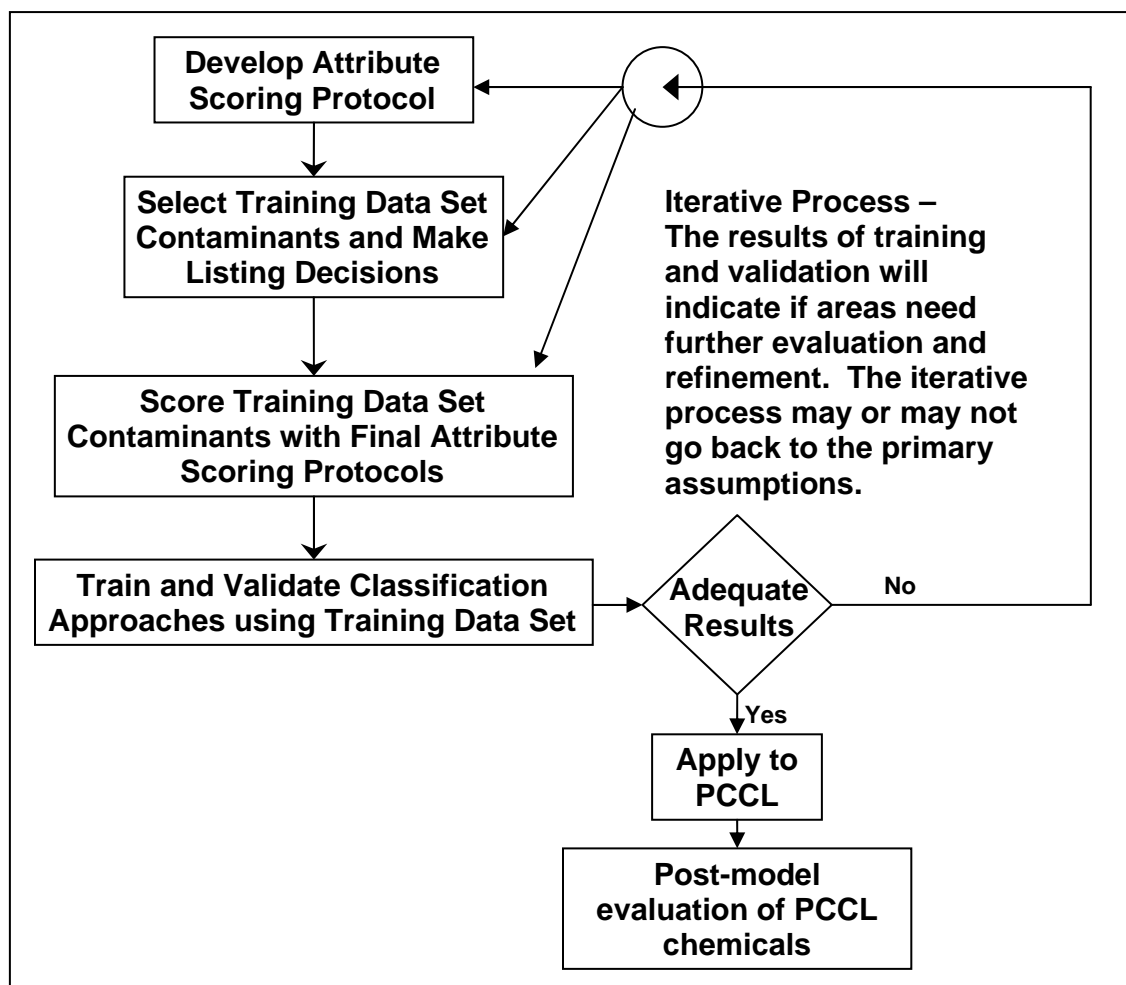 Develop Attribute
Scoring Protocol
Select Training Data Set
Contaminants and Make
Listing Decisions
Iterative Process –
The results of training
and validation will
indicate if areas need
further evaluation and
refinement.  The iterative
process may or may not
go back to the primary
assumptions.
Score Training Data Set
Contaminants with Final Attribute
Scoring Protocols
Train and Validate Classification
Approaches using Training Data Set
Adequate
Results
No
Yes
Apply to
PCCL
Post-model
evaluation of PCCL
chemicals